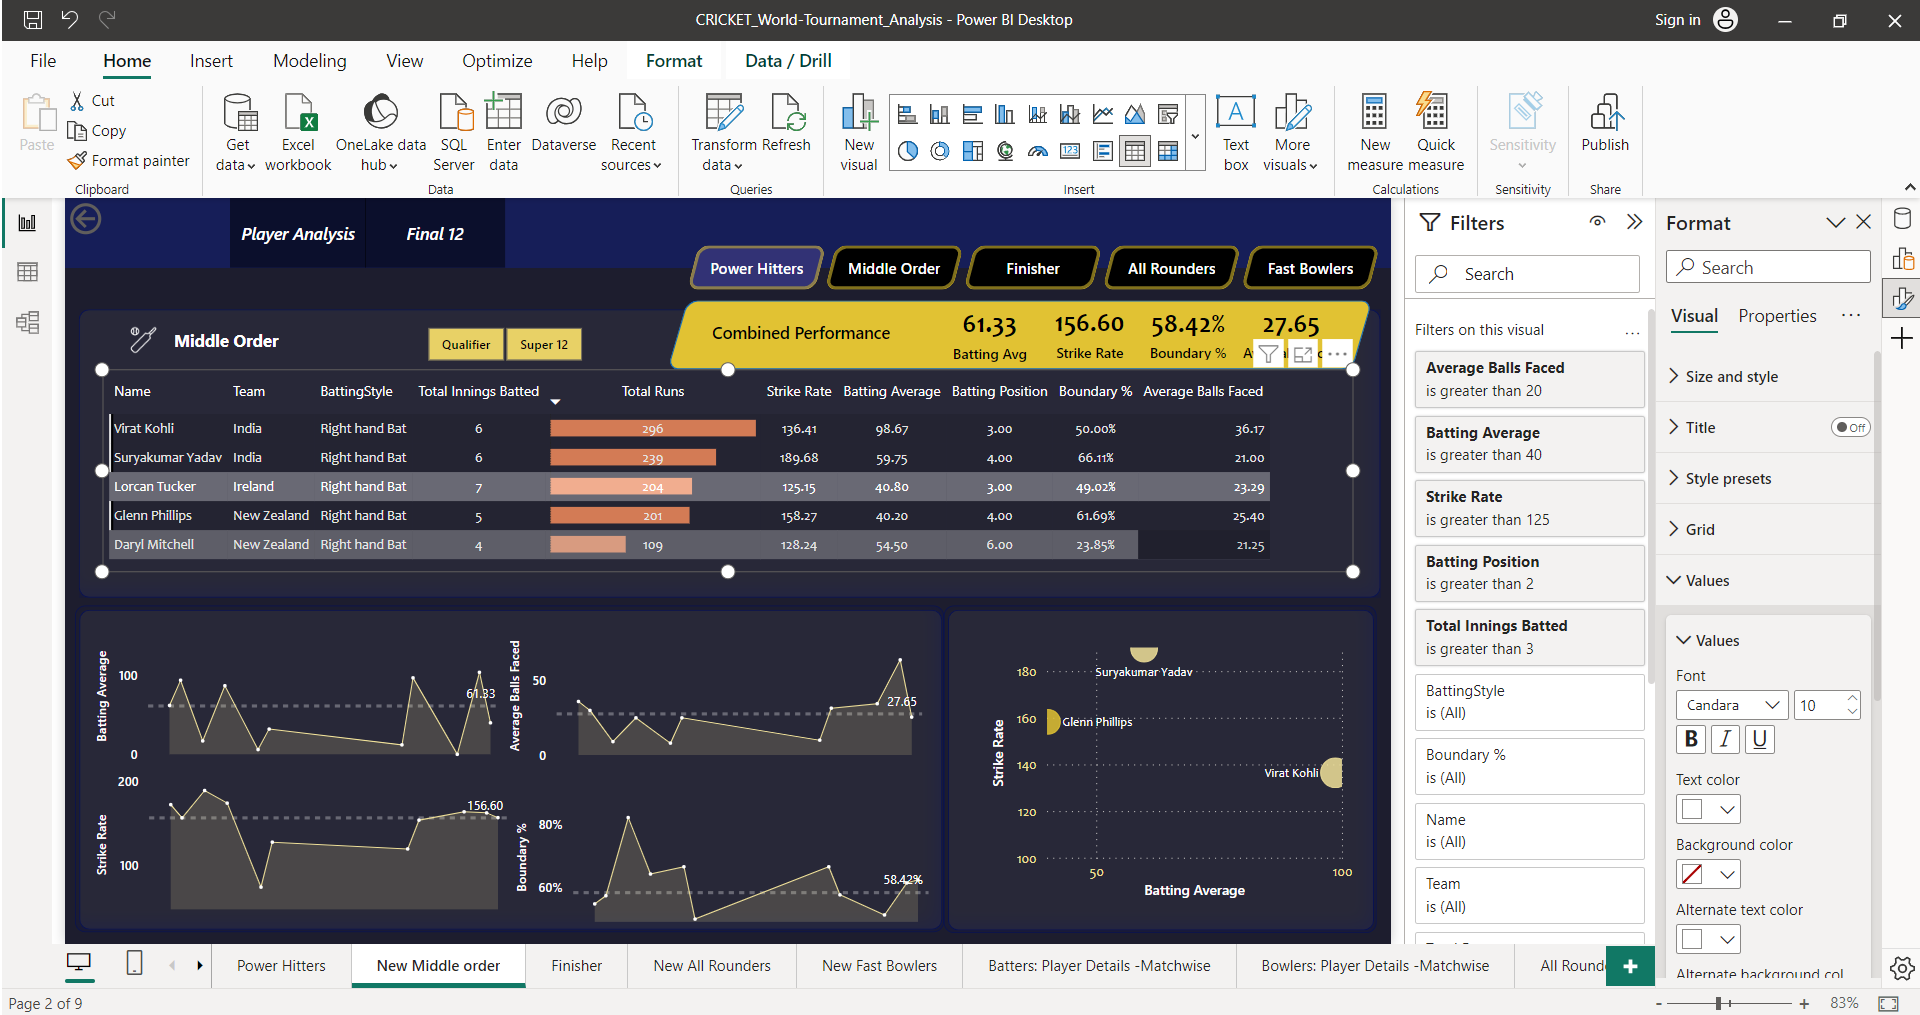 CRICKET_World-Tournament_Analysis - Power BI Desktop
Sign in
File
Home
Insert
Modeling
View
Optimize
Help
Format
Data / Drill
Paste
Cut
Copy
Format painter
Clipboard
Get data
Excel workbook
OneLake data hub
SQL Server
Enter data
Dataverse
Recent sources
Data
Transform data
Refresh
Queries
New visual
Text box
More visuals
Insert
New measure
Quick measure
Calculations
Sensitivity
Sensitivity
Publish
Share
Player Analysis
Final 12
Power Hitters
Middle Order
Finisher
All Rounders
Fast Bowlers
Middle Order
Qualifier
Super 12
Combined Performance
61.33
Batting Avg
156.60
Strike Rate
58.42%
Boundary %
27.65
Name Team BattingStyle Total Innings Batted Total Runs Strike Rate Batting Average Batting Position Boundary % Average Balls Faced
Virat Kohli India Right hand Bat 6 296 136.41 98.67 3.00 50.00% 36.17
Suryakumar Yadav India Right hand Bat 6 239 189.68 59.75 4.00 66.11% 21.00
Lorcan Tucker Ireland Right hand Bat 7 204 125.15 40.80 3.00 49.02% 23.29
Glenn Phillips New Zealand Right hand Bat 5 201 158.27 40.20 4.00 61.69% 25.40
Daryl Mitchell New Zealand Right hand Bat 4 109 128.24 54.50 6.00 23.85% 21.25
Batting Average
100
0
61.33
Average Balls Faced
50
0
27.65
Strike Rate
200
100
156.60
Boundary %
80%
60%
58.42%
Strike Rate
180
160
140
120
100
Suryakumar Yadav
Glenn Phillips
Virat Kohli
50
100
Batting Average
Filters
Search
Filters on this visual
Average Balls Faced
is greater than 20
Batting Average
is greater than 40
Strike Rate
is greater than 125
Batting Position
is greater than 2
Total Innings Batted
is greater than 3
BattingStyle
is (All)
Boundary %
is (All)
Name
is (All)
Team
is (All)
Format
Search
Visual
Properties
Size and style
Title
Off
Style presets
Grid
Values
Values
Font
Candara
10
B I U
Text color
Background color
Alternate text color
Alternate background col
Power Hitters
New Middle order
Finisher
New All Rounders
New Fast Bowlers
Batters: Player Details -Matchwise
Bowlers: Player Details -Matchwise
All Round
Page 2 of 9
83%